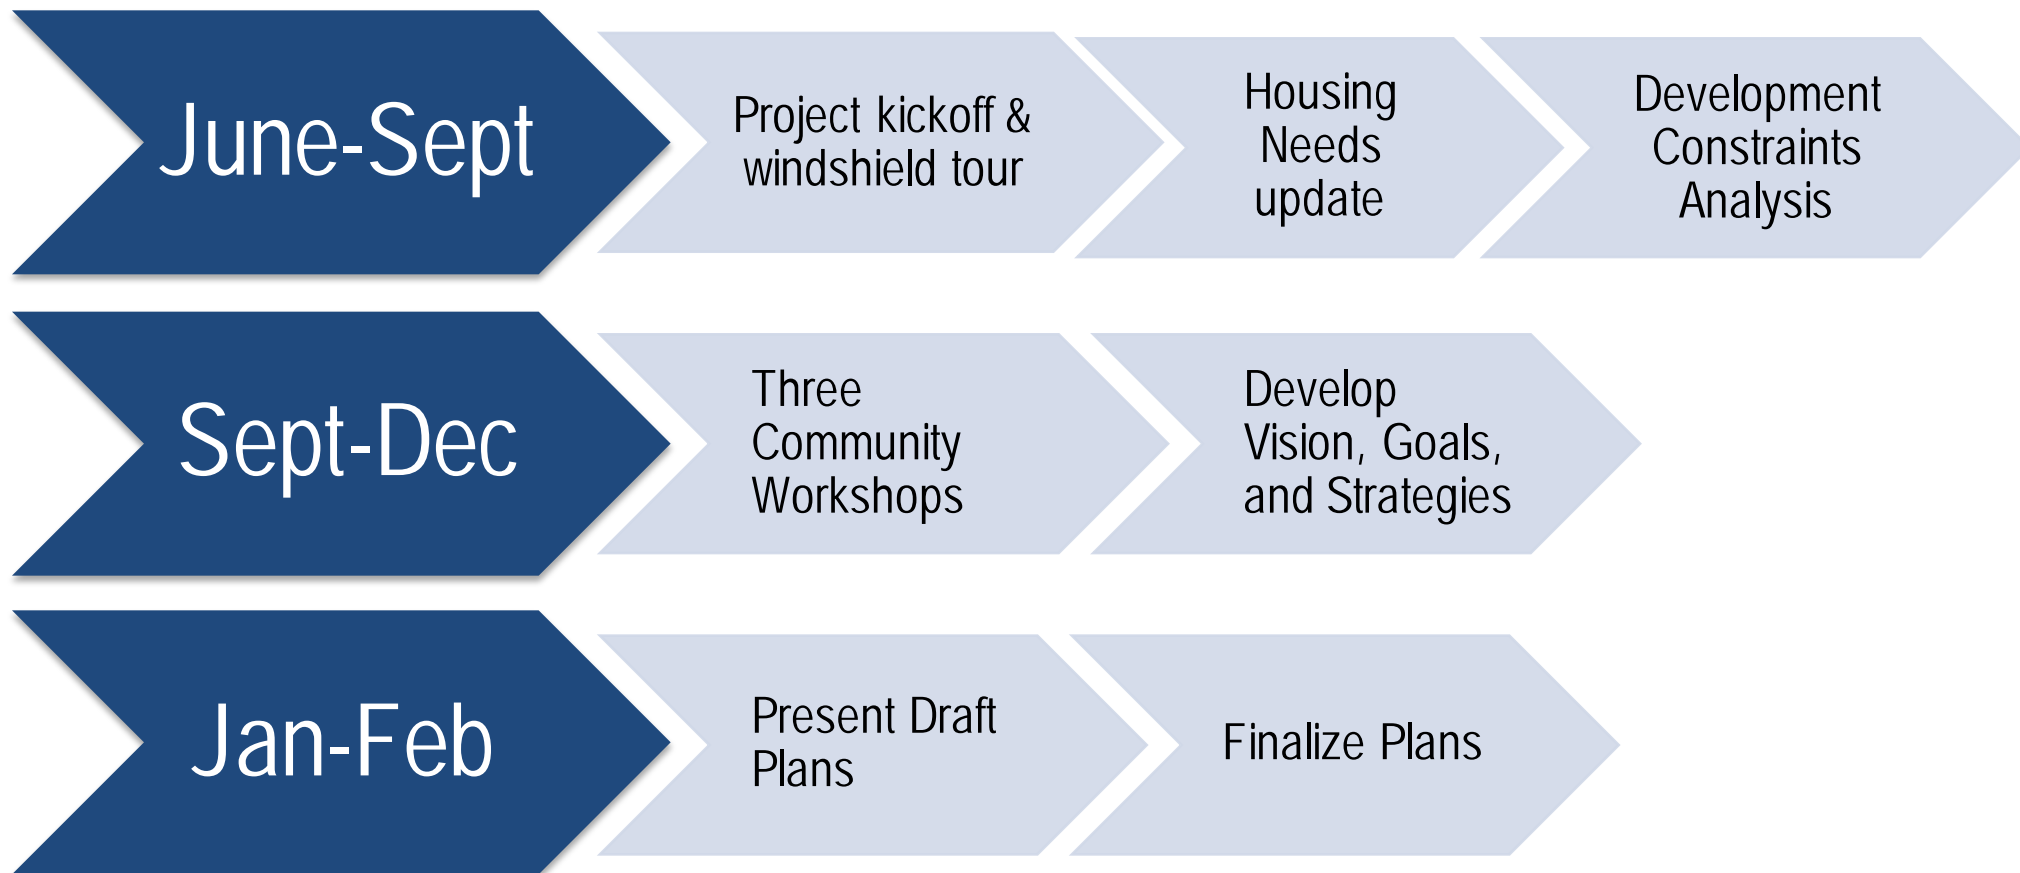 June-Sept
Project kickoff &
windshield tour
Housing
Needs
update
Development
Constraints
Analysis
Sept-Dec
Three
Community
Workshops
Develop
Vision, Goals,
and Strategies
Jan-Feb
Present Draft
Plans
Finalize Plans